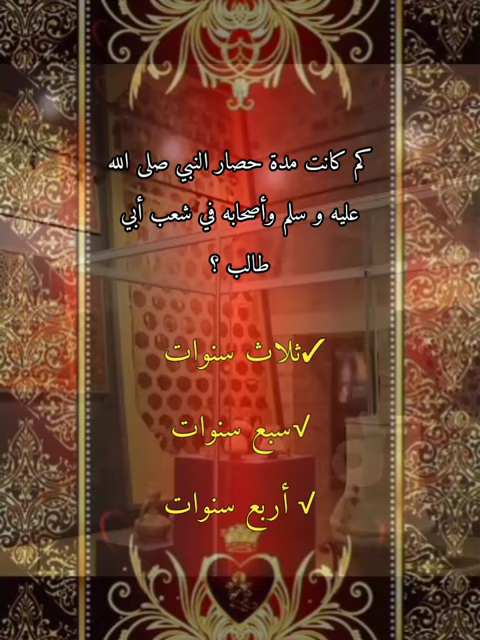 كم كانت مدة حصار النبي صلى الله
عليه و سلم وأصحابه في شعب أبي
طالب ؟
✓ثلاث سنوات
✓سبع سنوات
✓ أربع سنوات